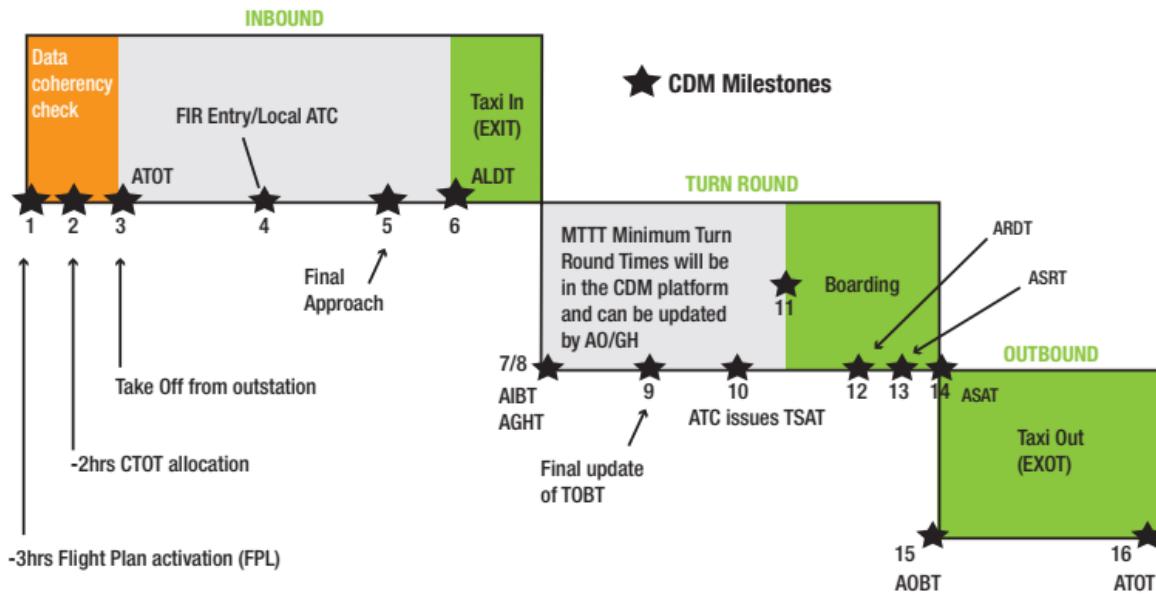 INBOUND
Data
coherency
check
CDM Milestones
FIR Entry/Local ATC
Taxi In
(EXIT)
ATOT
ALDT
1
2
3
4
5
6
TURN ROUND
Final
Approach
MTTT Minimum Turn
Round Times will be
in the CDM platform
and can be updated
by AO/GH
11
Boarding
ARDT
ASRT
OUTBOUND
Take Off from outstation
7/8
AIBT
AGHT
9
10
12
13
14
ASAT
ATC issues TSAT
-2hrs CTOT allocation
Final update
of TOBT
Taxi Out
(EXOT)
-3hrs Flight Plan activation (FPL)
15
AOBT
16
ATOT